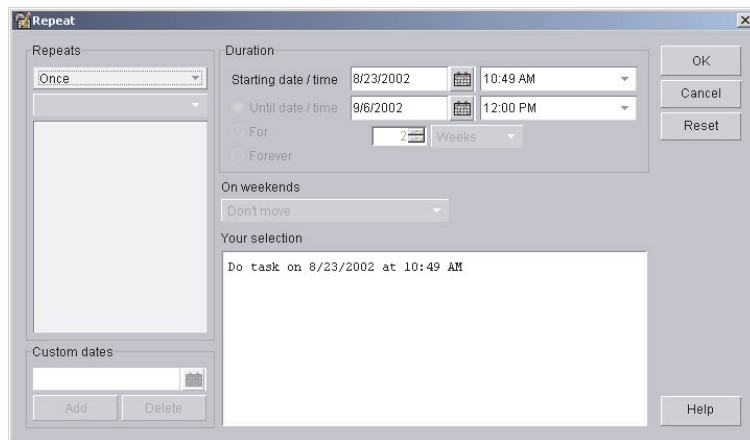 Repeat
Repeats
Once
Duration
Starting date / time 8/23/2002 10:49 AM
Until date / time 9/6/2002 12:00 PM
For 2 Weeks
Forever
On weekends
Don't move
Your selection
Do task on 8/23/2002 at 10:49 AM
Custom dates
Add Delete
OK
Cancel
Reset
Help